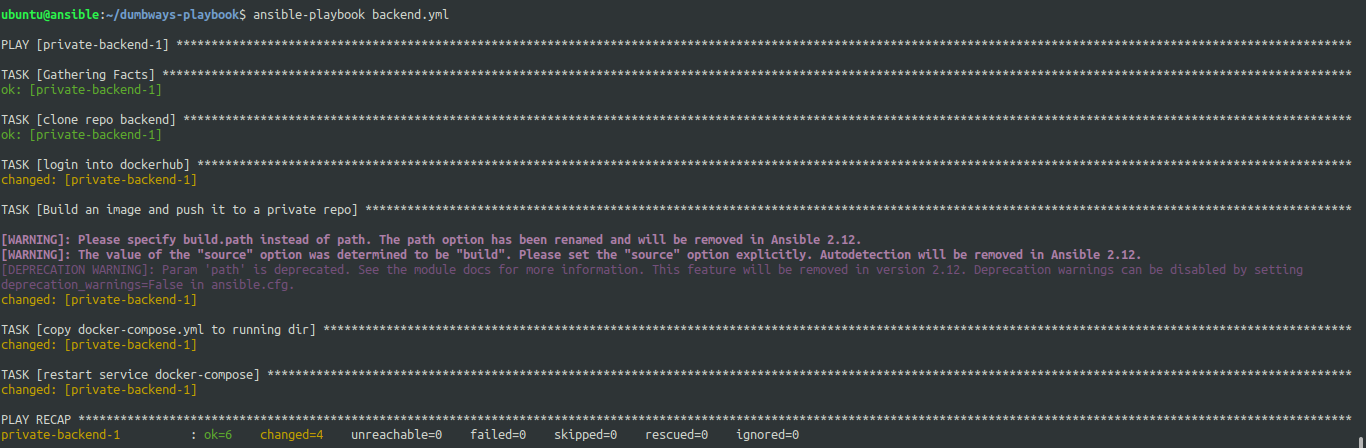 ubuntu@ansible:~/dumbways-playbook$ ansible-playbook backend.yml
PLAY [private-backend-1] ************************************************************************************************************************************************************************
TASK [Gathering Facts] **************************************************************************************************************************************************************************
ok: [private-backend-1]
TASK [clone repo backend] ***********************************************************************************************************************************************************************
ok: [private-backend-1]
TASK [login into dockerhub] *********************************************************************************************************************************************************************
changed: [private-backend-1]
TASK [Build an image and push it to a private repo] *********************************************************************************************************************************************
[WARNING]: Please specify build.path instead of path. The path option has been renamed and will be removed in Ansible 2.12.
[WARNING]: The value of the "source" option was determined to be "build". Please set the "source" option explicitly. Autodetection will be removed in Ansible 2.12.
[DEPRECATION WARNING]: Param 'path' is deprecated. See the module docs for more information. This feature will be removed in version 2.12. Deprecation warnings can be disabled by setting
deprecation_warnings=False in ansible.cfg.
changed: [private-backend-1]
TASK [copy docker-compose.yml to running dir] ***************************************************************************************************************************************************
changed: [private-backend-1]
TASK [restart service docker-compose] ***********************************************************************************************************************************************************
changed: [private-backend-1]
PLAY RECAP **************************************************************************************************************************************************************************************
private-backend-1          : ok=6    changed=4    unreachable=0    failed=0    skipped=0    rescued=0    ignored=0